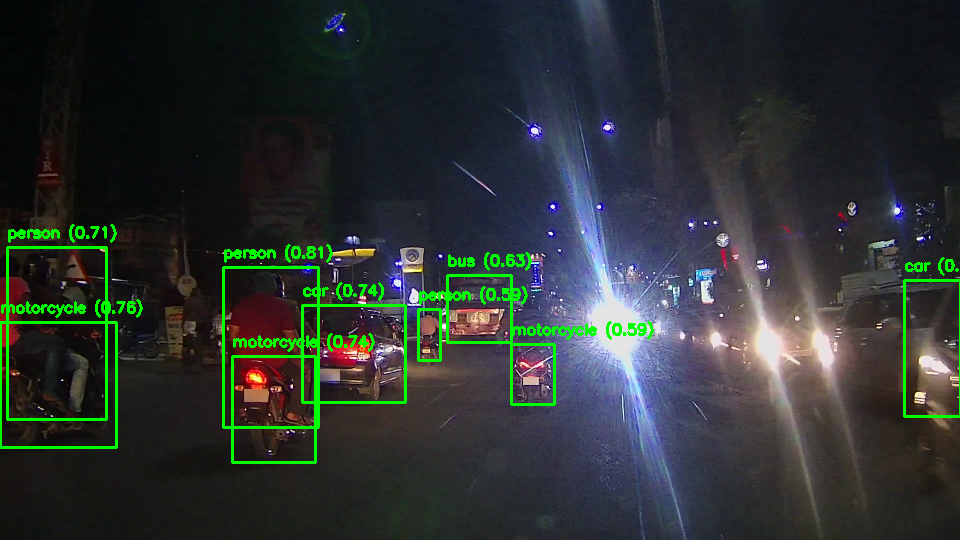 person (0.71)
person (0.81)
bus (0.63)
car (0.
car (0.74)
person (0.59)
motorcycle (0.76)
motorcycle (0.59)
motorcycle (0.74)